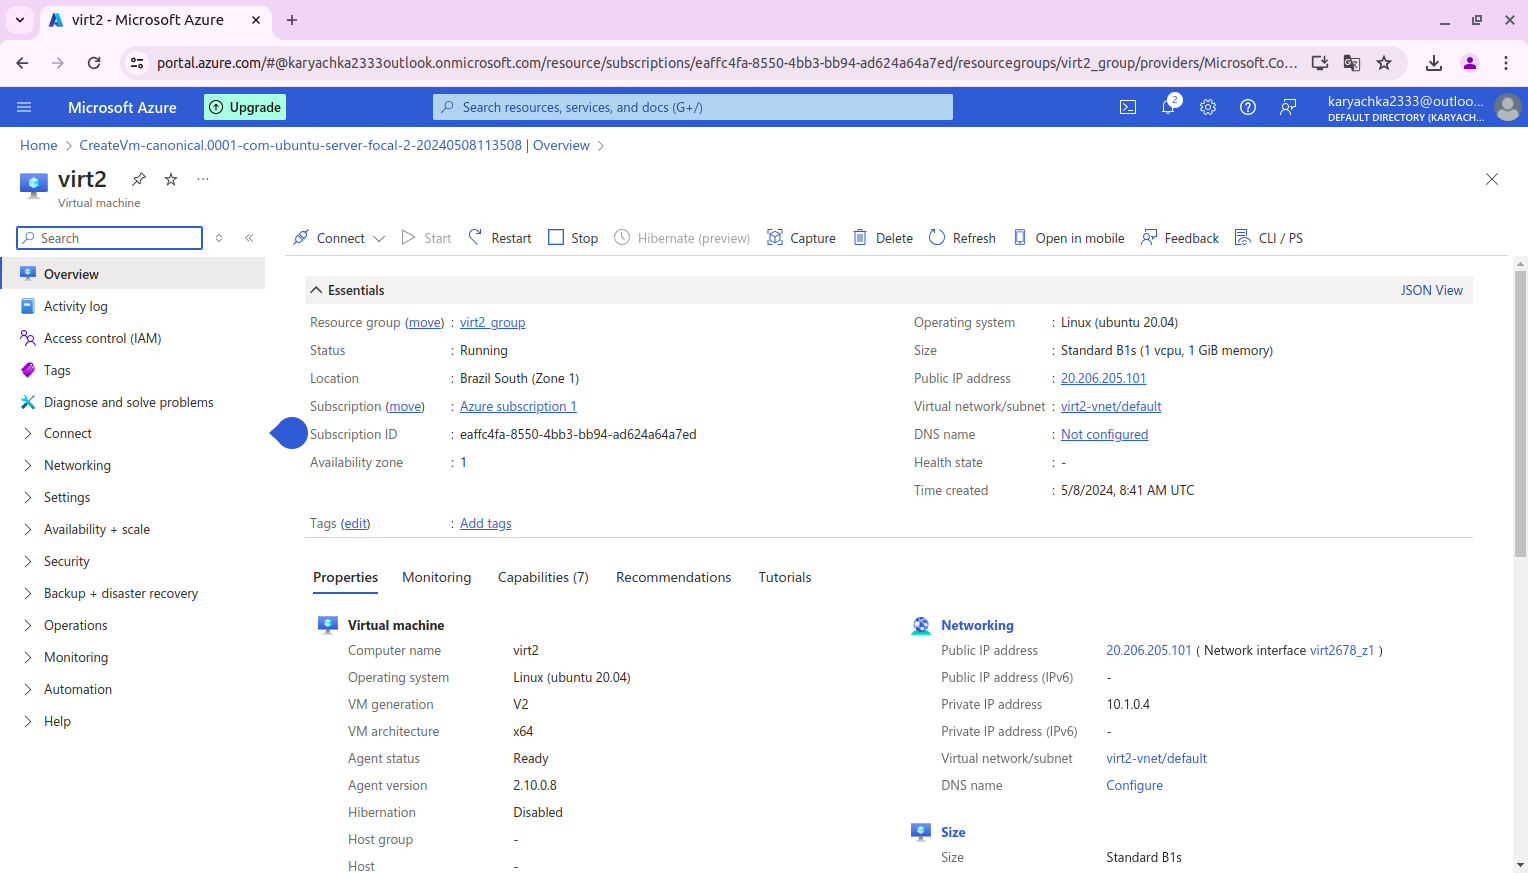 virt2 - Microsoft Azure
portal.azure.com/#@karyachka2333outlook.onmicrosoft.com/resource/subscriptions/eaffc4fa-8550-4bb3-bb94-ad624a64a7ed/resourcegroups/virt2_group/providers/Microsoft.Co...
Microsoft Azure
Upgrade
Search resources, services, and docs (G+/)
2
karyachka2333@outloo...
DEFAULT DIRECTORY (KARYACH...
Home > CreateVm-canonical.0001-com-ubuntu-server-focal-2-20240508113508 | Overview >
virt2
Virtual machine
Search
Connect
Start
Restart
Stop
Hibernate (preview)
Capture
Delete
Refresh
Open in mobile
Feedback
CLI / PS
Overview
Activity log
Access control (IAM)
Tags
Diagnose and solve problems
Connect
Networking
Settings
Availability + scale
Security
Backup + disaster recovery
Operations
Monitoring
Automation
Help
Essentials
JSON View
Resource group (move) : virt2_group
Status : Running
Location : Brazil South (Zone 1)
Subscription (move) : Azure subscription 1
Subscription ID : eaffc4fa-8550-4bb3-bb94-ad624a64a7ed
Availability zone : 1
Operating system : Linux (ubuntu 20.04)
Size : Standard B1s (1 vcpu, 1 GiB memory)
Public IP address : 20.206.205.101
Virtual network/subnet : virt2-vnet/default
DNS name : Not configured
Health state : -
Time created : 5/8/2024, 8:41 AM UTC
Tags (edit) : Add tags
Properties
Monitoring
Capabilities (7)
Recommendations
Tutorials
Virtual machine
Computer name virt2
Operating system Linux (ubuntu 20.04)
VM generation V2
VM architecture x64
Agent status Ready
Agent version 2.10.0.8
Hibernation Disabled
Host group -
Host -
Networking
Public IP address 20.206.205.101 ( Network interface virt2678_z1 )
Public IP address (IPv6) -
Private IP address 10.1.0.4
Private IP address (IPv6) -
Virtual network/subnet virt2-vnet/default
DNS name Configure
Size
Size Standard B1s